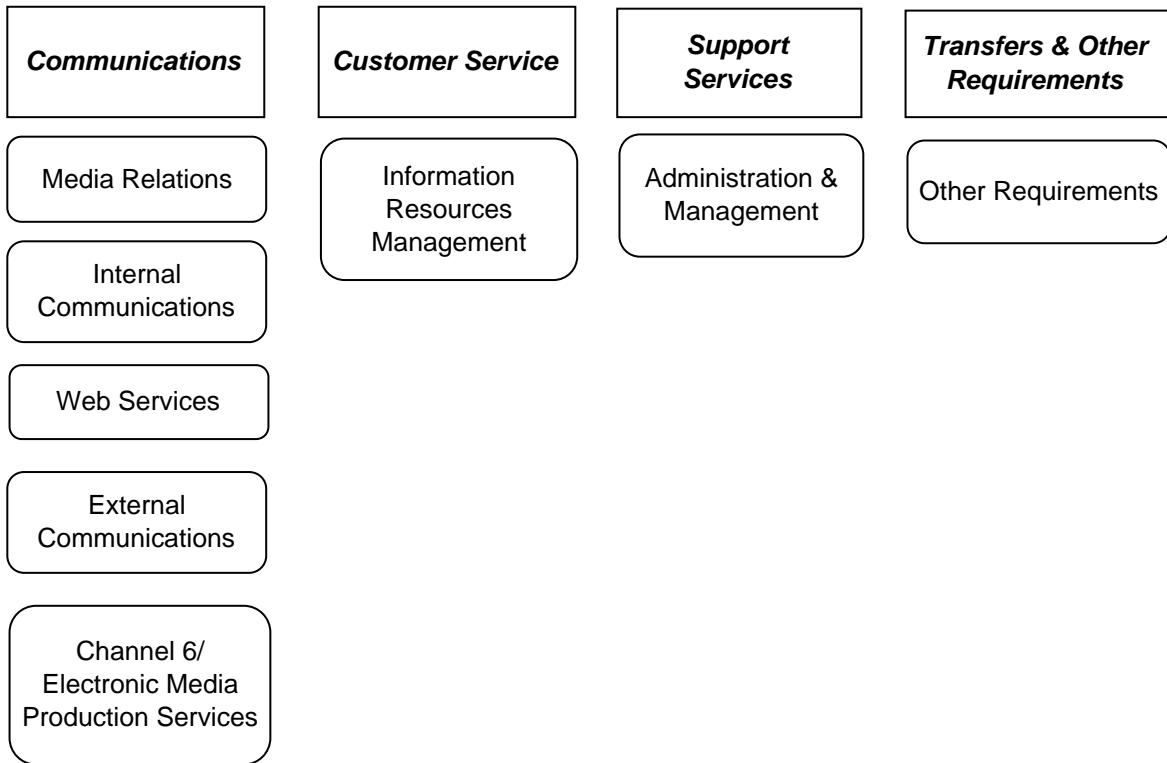 Communications
Customer Service
Support
Services
Transfers & Other
Requirements
Media Relations
Internal
Communications
Web Services
External
Communications
Channel 6/
Electronic Media
Production Services
Information
Resources
Management
Administration &
Management
Other Requirements